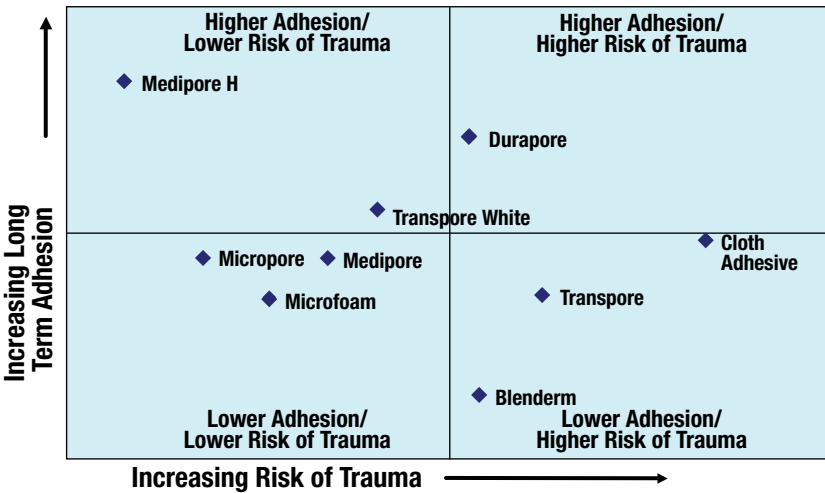 Higher Adhesion/
Lower Risk of Trauma
Higher Adhesion/
Higher Risk of Trauma
Medipore H
Durapore
Transpore White
Cloth
Adhesive
Micropore
Medipore
Microfoam
Transpore
Blenderm
Lower Adhesion/
Lower Risk of Trauma
Lower Adhesion/
Higher Risk of Trauma
Increasing Long
Term Adhesion
Increasing Risk of Trauma